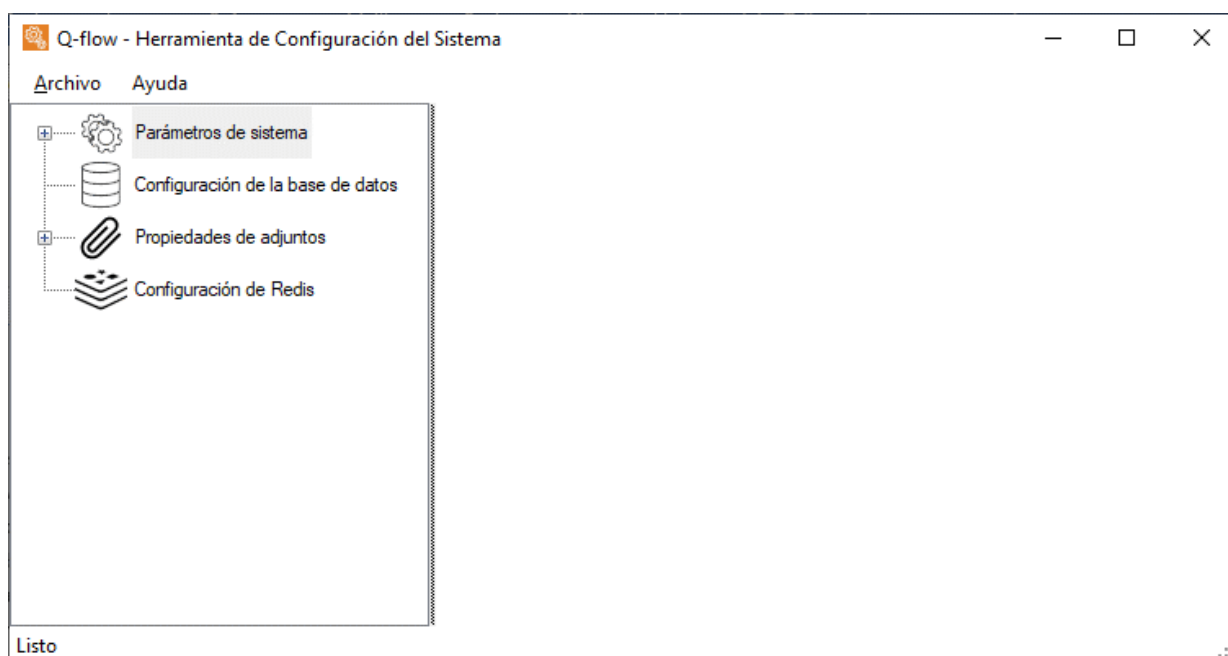 Q-flow - Herramienta de Configuración del Sistema
Archivo Ayuda
Parámetros de sistema
Configuración de la base de datos
Propiedades de adjuntos
Configuración de Redis
Listo